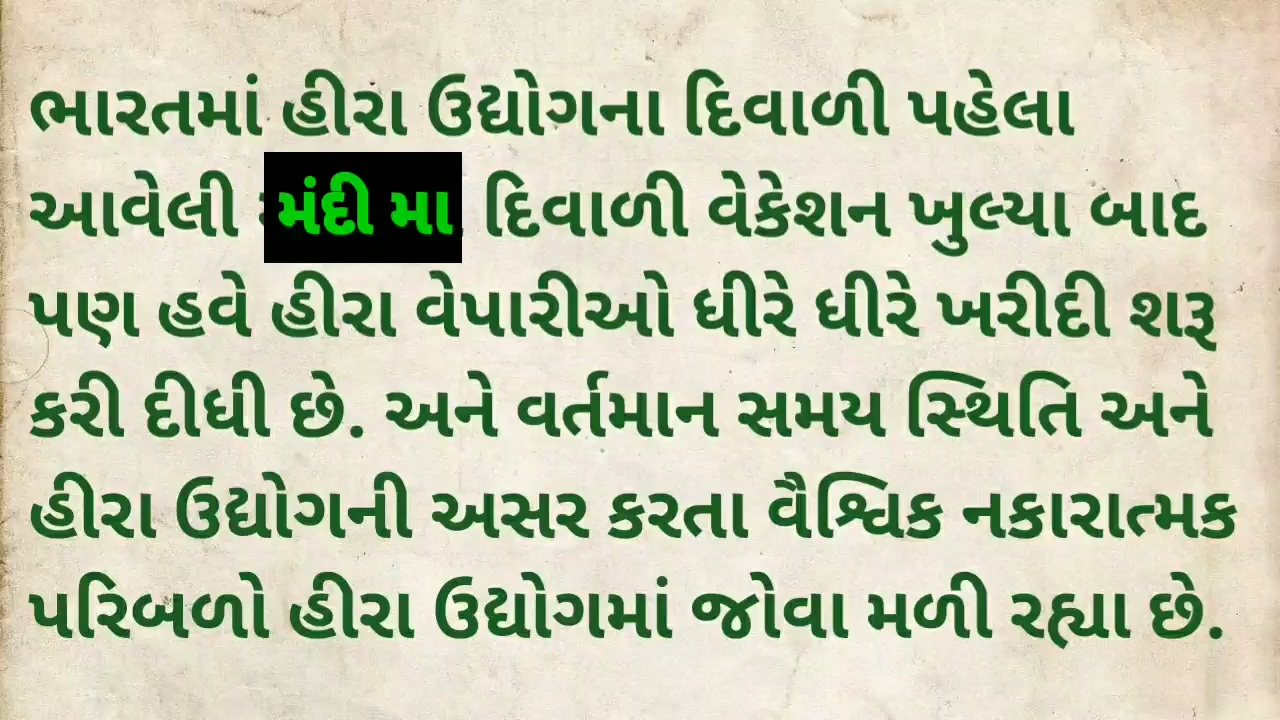 ભારતમાં હીરા ઉદ્યોગના દિવાળી પહેલા
આવેલી મંદી મા દિવાળી વેકેશન ખુલ્યા બાદ
પણ હવે હીરા વેપારીઓ ધીરે ધીરે ખરીદી શરૂ
કરી દીધી છે. અને વર્તમાન સમય સ્થિતિ અને
હીરા ઉદ્યોગની અસર કરતા વૈશ્વિક નકારાત્મક
પરિબળો હીરા ઉદ્યોગમાં જોવા મળી રહ્યા છે.